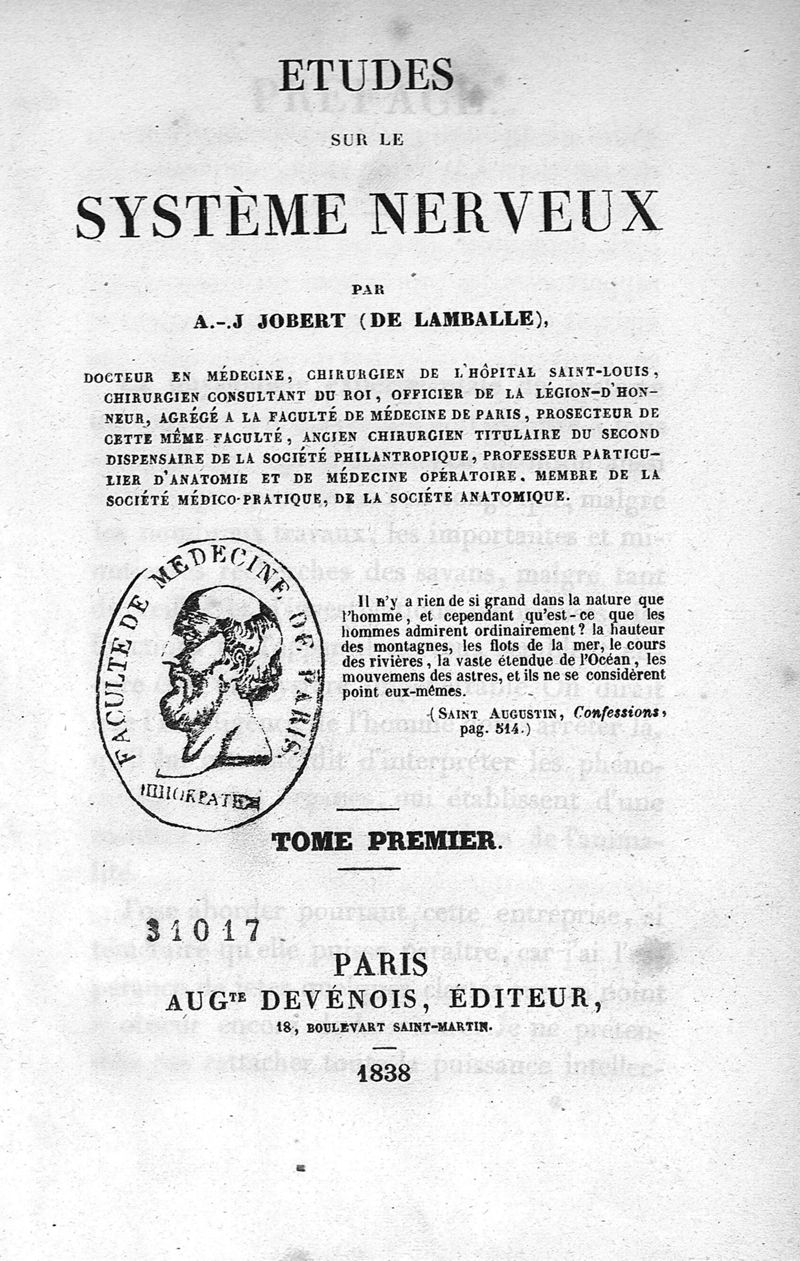 ETUDES
SUR LE
SYSTÈME NERVEUX
PAR
A.-.J JOBERT (DE LAMBALLE),
DOCTEUR EN MÉDECINE, CHIRURGIEN DE L'HÔPITAL SAINT-LOUIS,
CHIRURGIEN CONSULTANT DU ROI, OFFICIER DE LA LÉGION-D'HON-
NEUR, AGRÉGÉ A LA FACULTÉ DE MÉDECINE DE PARIS, PROSECTEUR DE
CETTE MÊME FACULTÉ, ANCIEN CHIRURGIEN TITULAIRE DU SECOND
DISPENSAIRE DE LA SOCIÉTÉ PHILANTROPIQUE, PROFESSEUR PARTICU-
LIER D'ANATOMIE ET DE MÉDECINE OPÉRATOIRE. MEMBRE DE LA
SOCIÉTÉ MÉDICO-PRATIQUE, DE LA SOCIÉTÉ ANATOMIQUE.
FACULTE DE MEDECINE DE PARIS.
Il n'y a rien de si grand dans la nature que
l'homme, et cependant qu'est-ce que les
hommes admirent ordinairement? la hauteur
des montagnes, les flots de la mer, le cours
des rivières, la vaste étendue de l'Océan, les
mouvemens des astres, et ils ne se considèrent
point eux-mêmes.
(SAINT AUGUSTIN, Confessions,
pag. 514.)
TOME PREMIER.
31017
PARIS
AUGTE DEVÉNOIS, ÉDITEUR,
18, BOULEVART SAINT-MARTIN.
1838